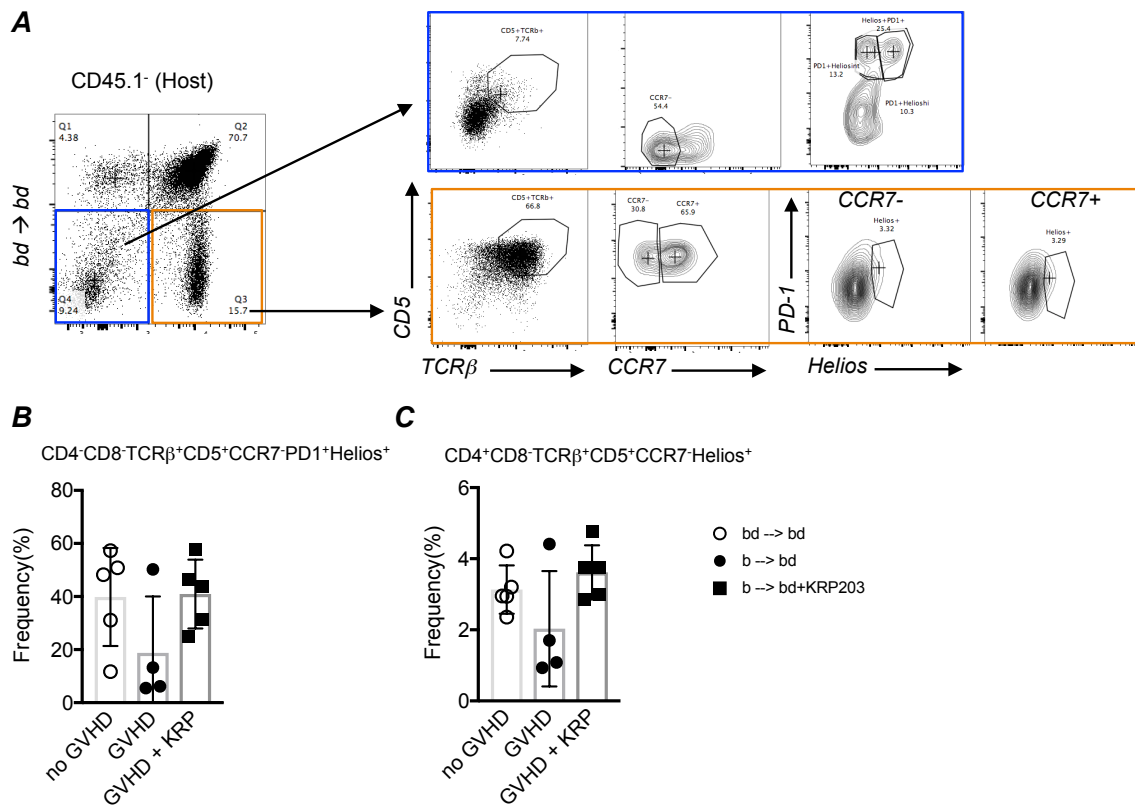 A
CD45.1- (Host)
bd → bd
Q1
4.38
Q2
70.7
Q4
9.24
Q3
15.7
3
3
4
5
CD5+TCRb+
7.74
CCR7-
54.4
Helios+PD1+
25.4
PD1+Heliosint
13.2
PD1+Helioshi
10.3
CD5+TCRb+
66.8
CCR7-
30.8
CCR7+
65.9
CCR7-
Helios+
3.32
CCR7+
Helios+
3.29
CD5
PD-1
TCRβ
CCR7
Helios
B
CD4-CD8-TCRβ+CD5+CCR7-PD1+Helios+
Frequency(%)
80
60
40
20
0
no GVHD
GVHD
GVHD + KRP
C
CD4+CD8-TCRβ+CD5+CCR7-Helios+
Frequency(%)
6
4
2
0
no GVHD
GVHD
GVHD + KRP
bd --> bd
b --> bd
b --> bd+KRP203